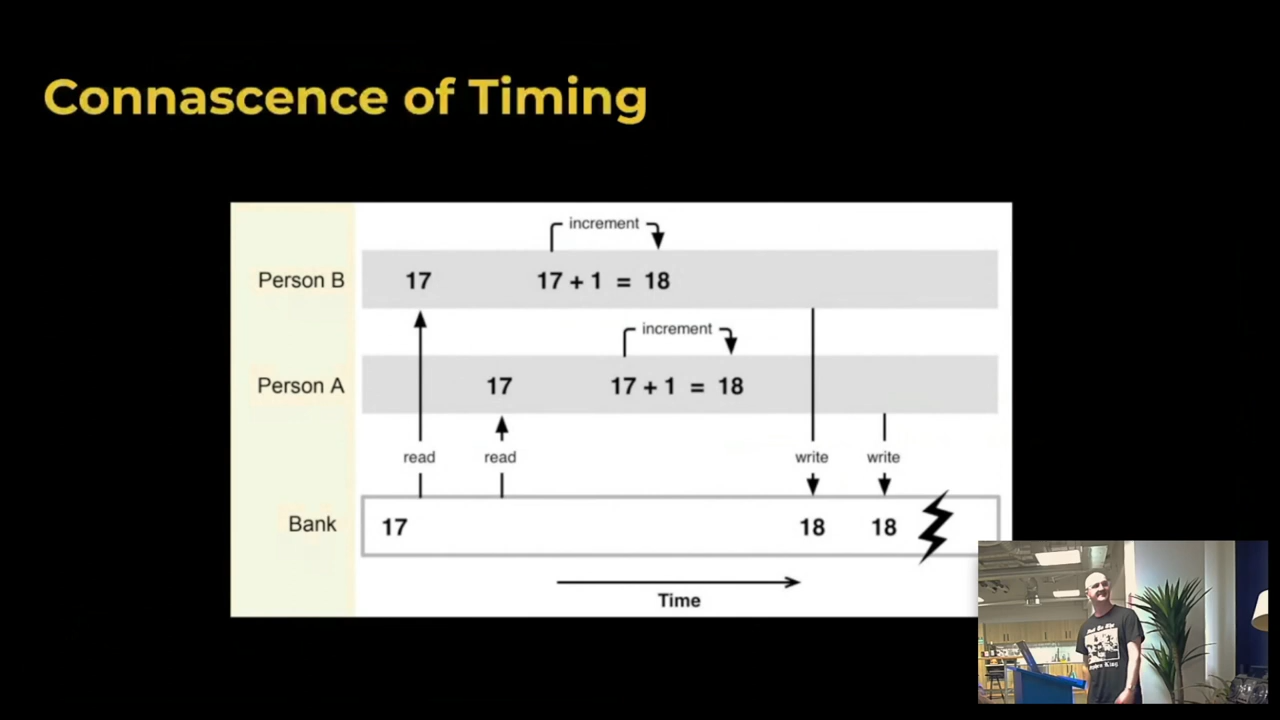 Connascence of Timing
increment
Person B 17 17 + 1 = 18
increment
Person A 17 17 + 1 = 18
read read write write
Bank 17 18 18
Time